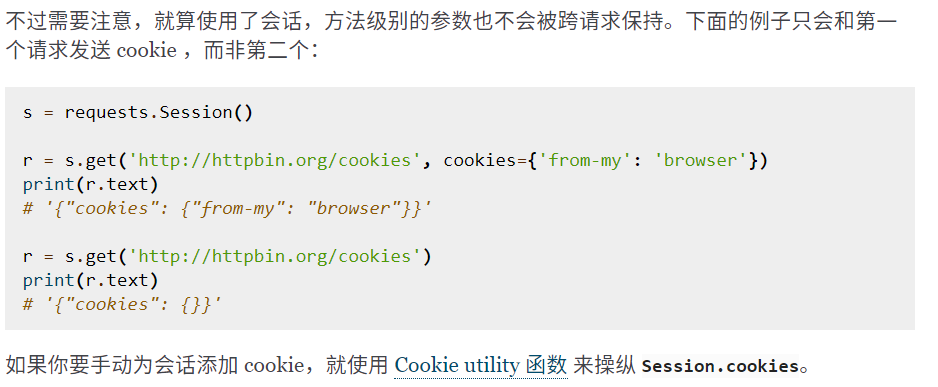 不过需要注意，就算使用了会话，方法级别的参数也不会被跨请求保持。下面的例子只会和第一
个请求发送 cookie ，而非第二个：
s = requests.Session()
r = s.get('http://httpbin.org/cookies', cookies={'from-my': 'browser'})
print(r.text)
# '{"cookies": {"from-my": "browser"}}'
r = s.get('http://httpbin.org/cookies')
print(r.text)
# '{"cookies": {}}'
如果你要手动为会话添加 cookie，就使用 Cookie utility 函数 来操纵 Session.cookies。